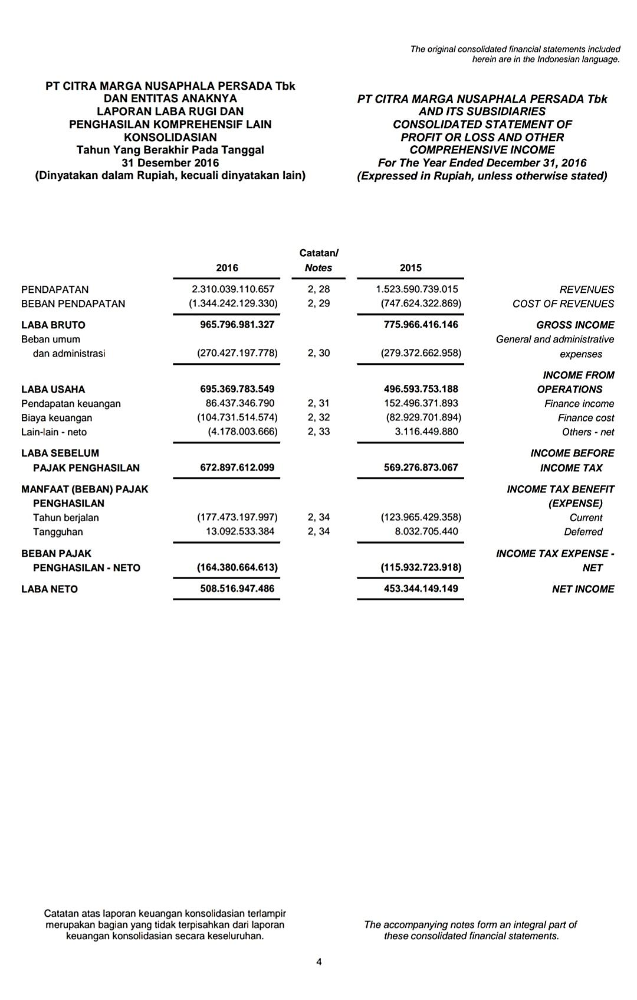 The original consolidated financial statements included
herein are in the Indonesian language.
PT CITRA MARGA NUSAPHALA PERSADA Tbk
DAN ENTITAS ANAKNYA
LAPORAN LABA RUGI DAN
PENGHASILAN KOMPREHENSIF LAIN
KONSOLIDASIAN
Tahun Yang Berakhir Pada Tanggal
31 Desember 2016
(Dinyatakan dalam Rupiah, kecuali dinyatakan lain)
PT CITRA MARGA NUSAPHALA PERSADA Tbk
AND ITS SUBSIDIARIES
CONSOLIDATED STATEMENT OF
PROFIT OR LOSS AND OTHER
COMPREHENSIVE INCOME
For The Year Ended December 31, 2016
(Expressed in Rupiah, unless otherwise stated)
Catatan/
2016 Notes 2015
PENDAPATAN 2.310.039.110.657 2, 28 1.523.590.739.015 REVENUES
BEBAN PENDAPATAN (1.344.242.129.330) 2, 29 (747.624.322.869) COST OF REVENUES
LABA BRUTO 965.796.981.327 775.966.416.146 GROSS INCOME
Beban umum General and administrative
dan administrasi (270.427.197.778) 2, 30 (279.372.662.958) expenses
INCOME FROM
LABA USAHA 695.369.783.549 496.593.753.188 OPERATIONS
Pendapatan keuangan 86.437.346.790 2, 31 152.496.371.893 Finance income
Biaya keuangan (104.731.514.574) 2, 32 (82.929.701.894) Finance cost
Lain-lain - neto (4.178.003.666) 2, 33 3.116.449.880 Others - net
LABA SEBELUM INCOME BEFORE
PAJAK PENGHASILAN 672.897.612.099 569.276.873.067 INCOME TAX
MANFAAT (BEBAN) PAJAK INCOME TAX BENEFIT
PENGHASILAN (EXPENSE)
Tahun berjalan (177.473.197.997) 2, 34 (123.965.429.358) Current
Tangguhan 13.092.533.384 2, 34 8.032.705.440 Deferred
BEBAN PAJAK INCOME TAX EXPENSE -
PENGHASILAN - NETO (164.380.664.613) (115.932.723.918) NET
LABA NETO 508.516.947.486 453.344.149.149 NET INCOME
Catatan atas laporan keuangan konsolidasian terlampir
merupakan bagian yang tidak terpisahkan dari laporan
keuangan konsolidasian secara keseluruhan.
The accompanying notes form an integral part of
these consolidated financial statements.
4